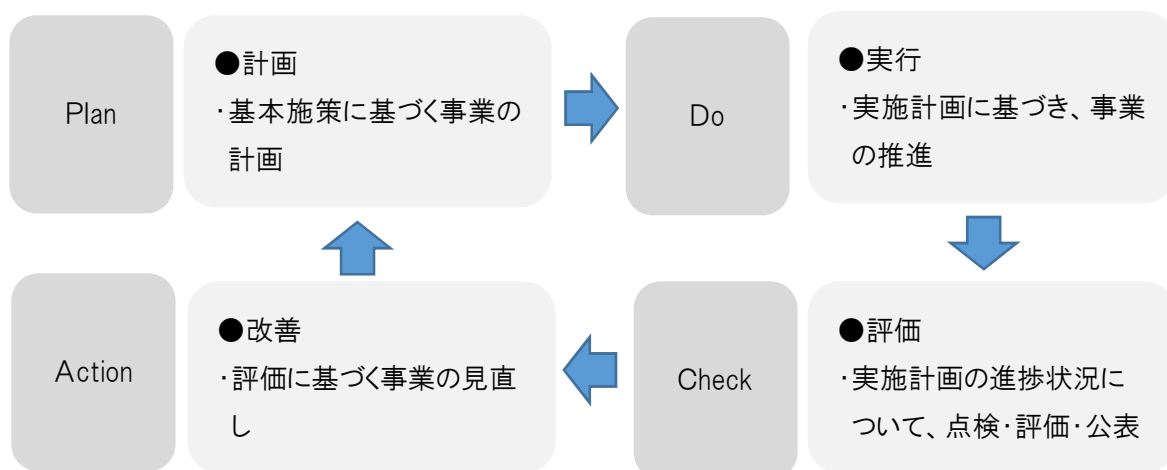 Plan
●計画
・基本施策に基づく事業の
計画
Do
●実行
・実施計画に基づき、事業
の推進
Action
●改善
・評価に基づく事業の見直
し
Check
●評価
・実施計画の進捗状況に
ついて、点検・評価・公表